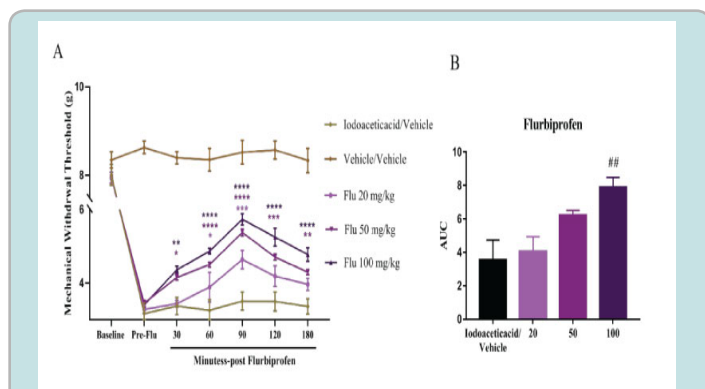 A
Mechanical Withdrwal Threshold (g)
10
8
6
4
**
*
****
****
*
****
****
***
****
***
****
**
Baseline
Pre-Flu
30
60
90
120
180
Minutess-post Flurbiprofen
Iodoaceticacid/Vehicle
Vehicle/Vehicle
Flu 20 mg/kg
Flu 50 mg/kg
Flu 100 mg/kg
B
Flurbiprofen
AUC
10
8
6
4
2
0
##
Iodoaceticacid/
Vehicle
20
50
100